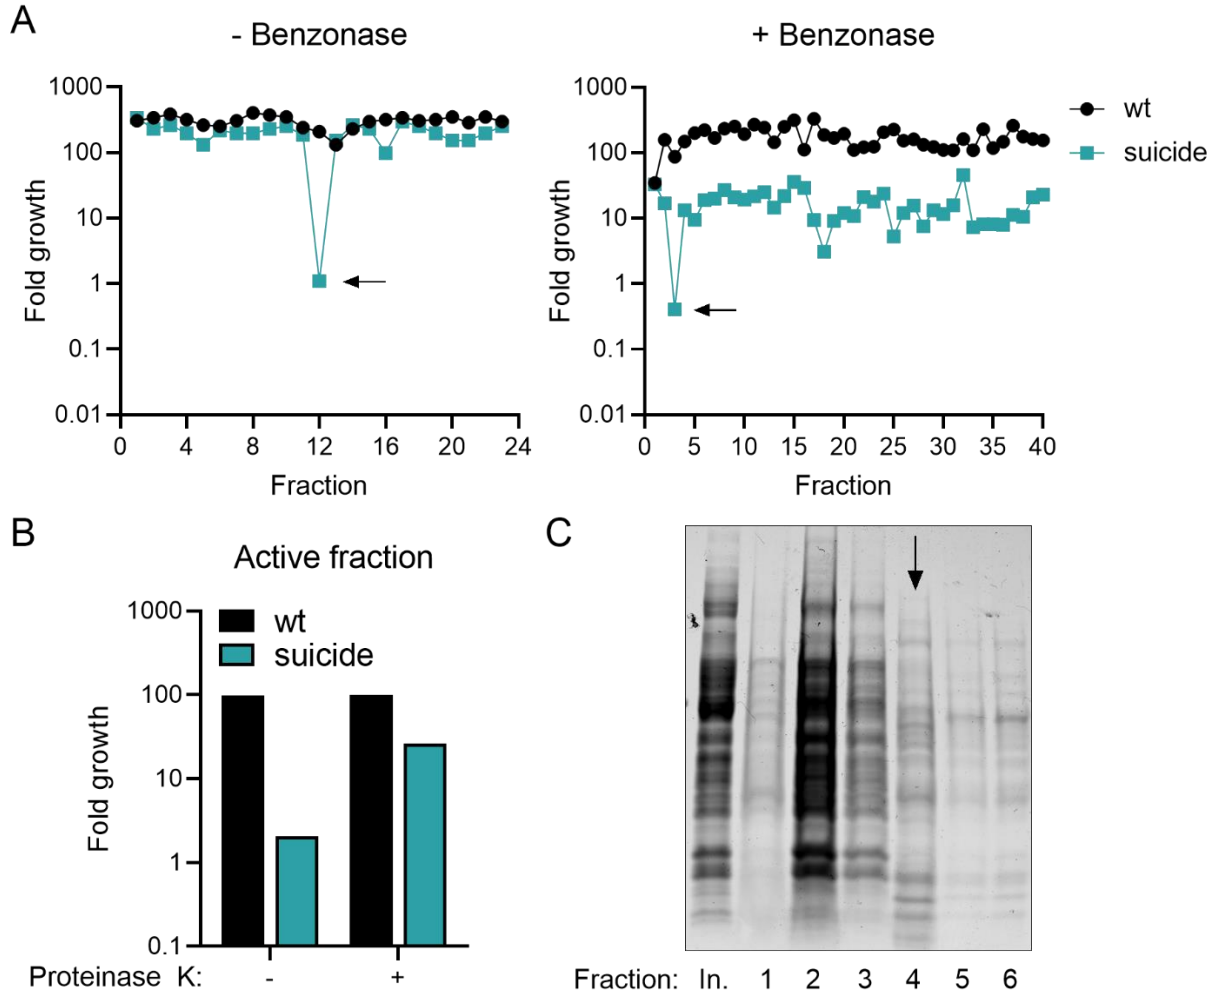 A
- Benzonase
+ Benzonase
1000
100
10
1
0.1
0.01
Fold growth
0
4
8
12
16
20
24
Fraction
1000
100
10
1
0.1
0.01
Fold growth
0
5
10
15
20
25
30
35
40
Fraction
wt
suicide
B
Active fraction
1000
100
10
1
0.1
Fold growth
wt
suicide
Proteinase K: - +
C
Fraction: In. 1 2 3 4 5 6